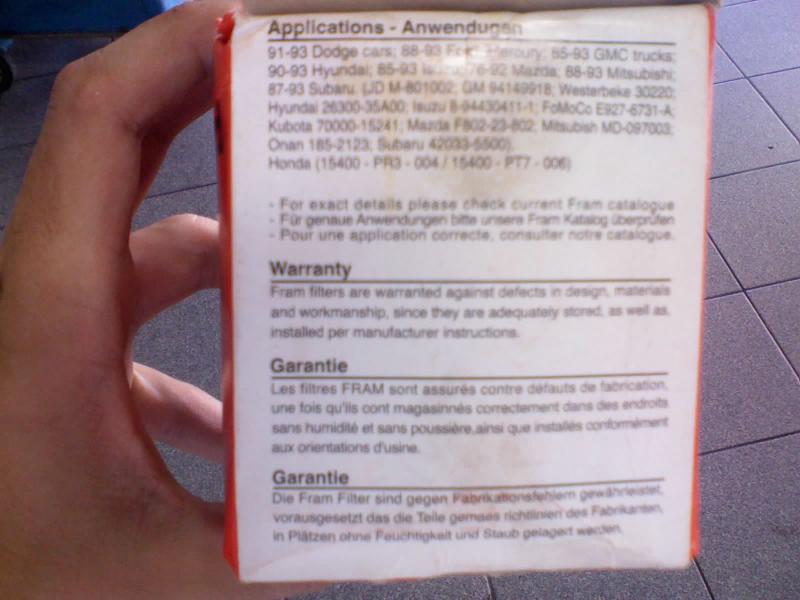 Applications - Anwendugen
91-93 Dodge cars; 88-93 Ford Mercury; 85-93 GMC trucks;
90-93 Hyundai; 85-93 Isuzu; 76-92 Mazda; 88-93 Mitsubishi;
87-93 Subaru. (JD M-801002; GM 94149918; Westerbeke 30220;
Hyundai 26300-35A00; Isuzu 8-94430411-1; FoMoCo E927-6731-A;
Kubota 70000-15241; Mazda F802-23-802; Mitsubish MD-097003;
Onan 185-2123; Subaru 42033-5500).
Honda (15400 - PR3 - 004 / 15400 - PT7 - 006)
- For exact details please check current Fram catalogue
- Für genaue Anwendungen bitte unsere Fram Katalog überprüfen
- Pour une application correcte, consulter notre catalogue.
Warranty
Fram filters are warranted against defects in design, materials
and workmanship, since they are adequately stored, as well as,
installed per manufacturer instructions.
Garantie
Les filtres FRAM sont assurés contre défauts de fabrication,
une fois qu'ils cont magasinnés correctement dans des endroits
sans humidité et sans poussière,ainsi que installés conformément
aux orientations d'usine.
Garantie
Die Fram Filter sind gegen Fabrikationsfehlern gewährleistet,
vorausgesetzt das die Teile gemaes richtlinien des Fabrikanten,
in Plätzen ohne Feuchtigkeit und Staub gelagert werden.